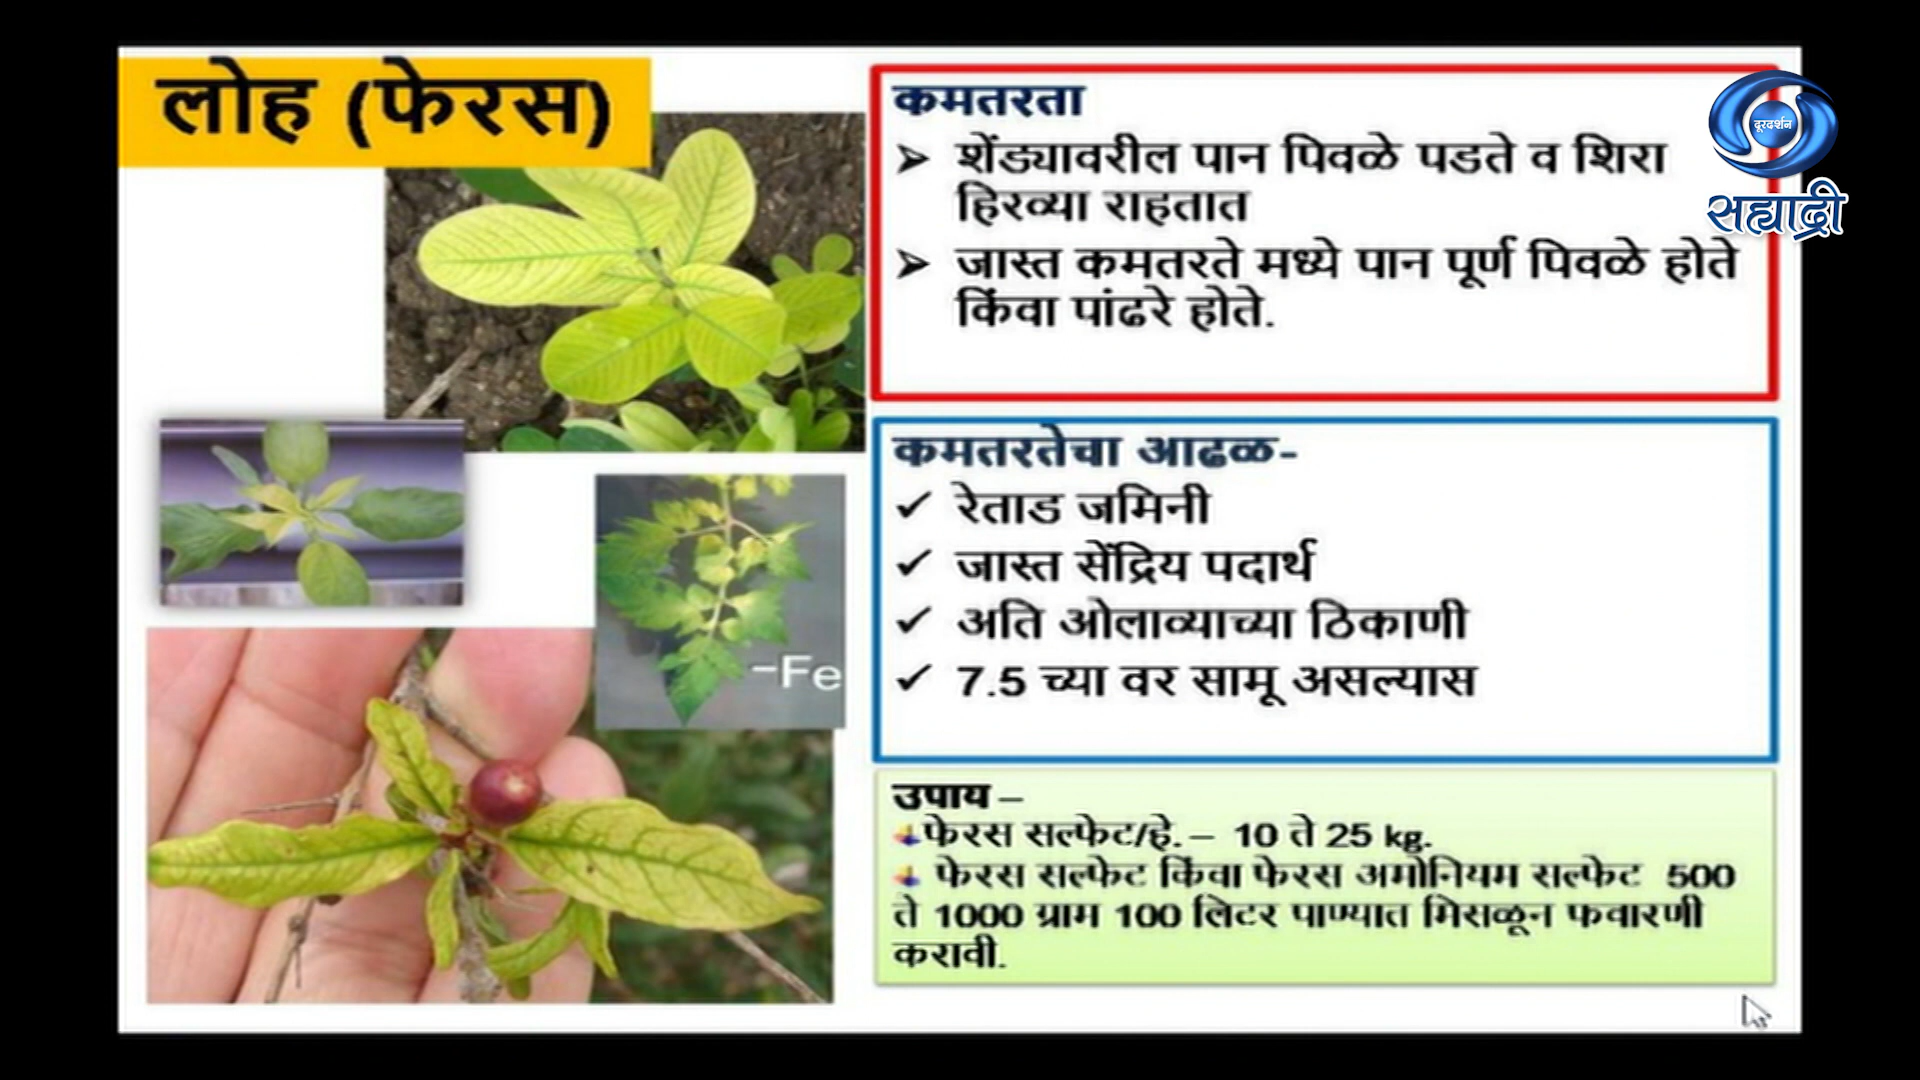 लोह (फेरस)
कमतरता
➢ शेंड्यावरील पान पिवळे पडते व शिरा
हिरव्या राहतात
➢ जास्त कमतरते मध्ये पान पूर्ण पिवळे होते
किंवा पांढरे होते.
दूरदर्शन
सह्याद्री
कमतरतेचा आढळ-
✓ रेताड जमिनी
✓ जास्त सेंद्रिय पदार्थ
✓ अति ओलाव्याच्या ठिकाणी
✓ 7.5 च्या वर सामू असल्यास
-Fe
उपाय –
फेरस सल्फेट/हे. – 10 ते 25 kg.
फेरस सल्फेट किंवा फेरस अमोनियम सल्फेट 500
ते 1000 ग्राम 100 लिटर पाण्यात मिसळून फवारणी
करावी.